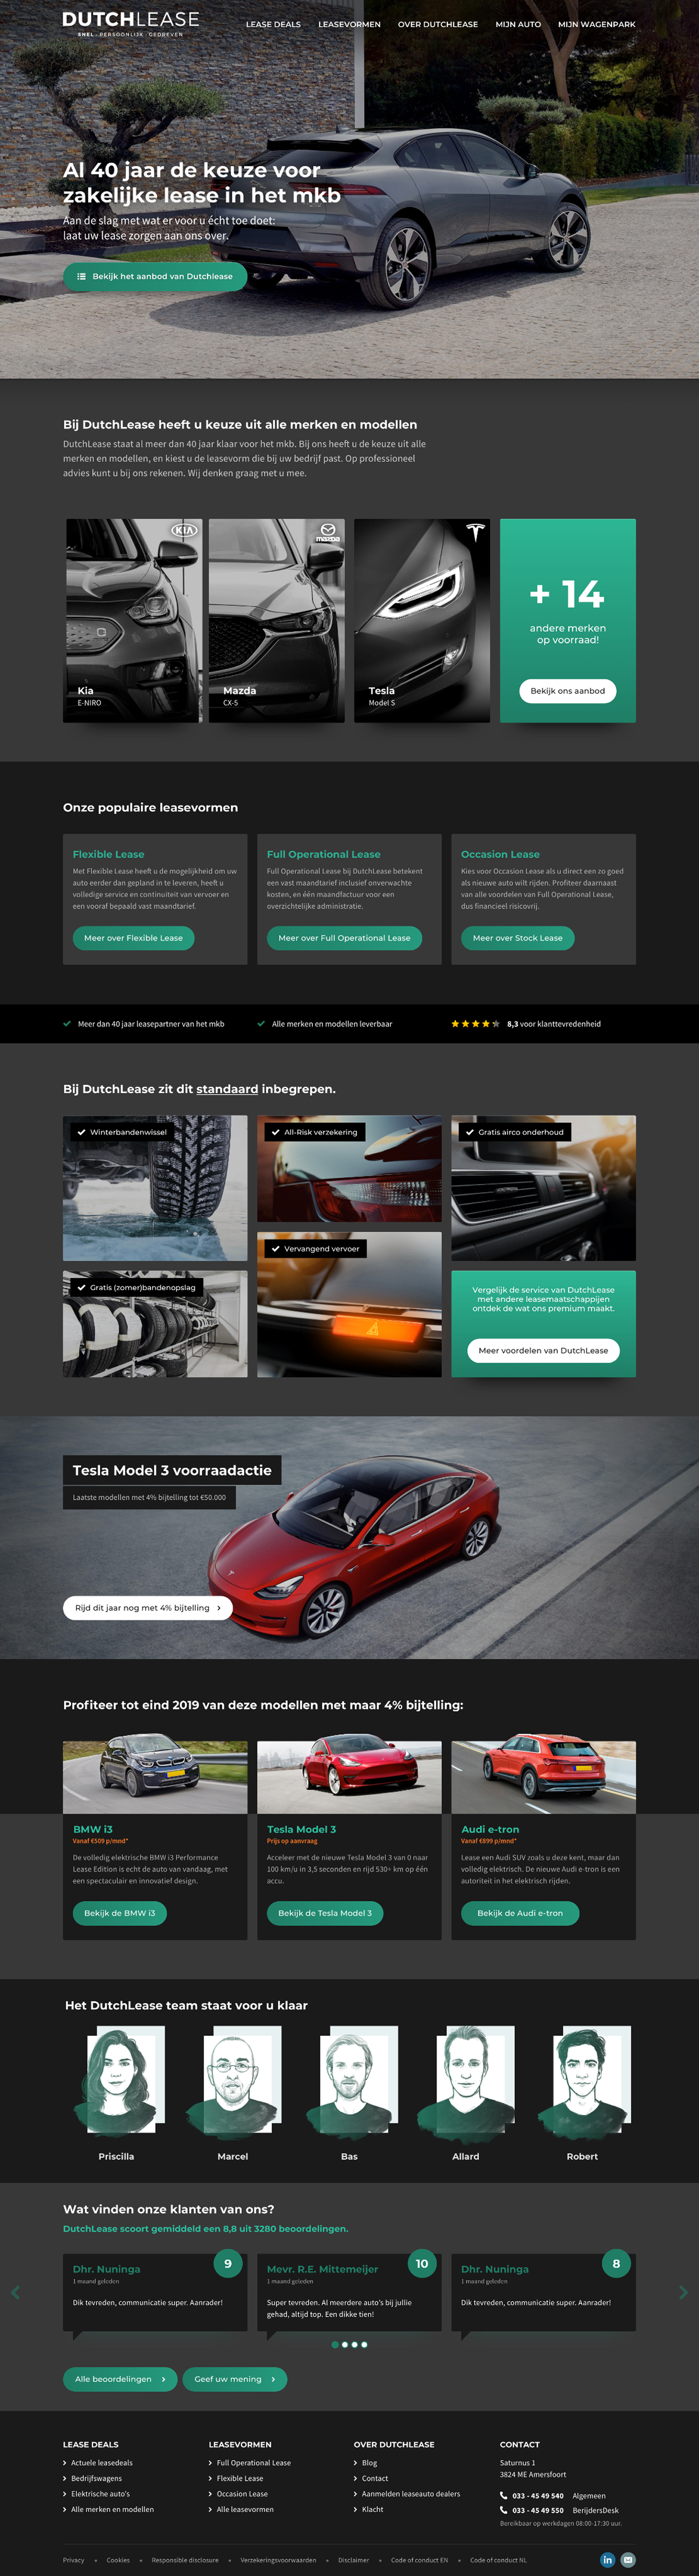 DUTCHLEASE
SNEL · PERSOONLIJK · GEDREVEN
LEASE DEALS
LEASEVORMEN
OVER DUTCHLEASE
MIJN AUTO
MIJN WAGENPARK
Al 40 jaar de keuze voor
zakelijke lease in het mkb
Aan de slag met wat er voor u écht toe doet:
laat uw lease zorgen aan ons over.
Bekijk het aanbod van Dutchlease
Bij DutchLease heeft u keuze uit alle merken en modellen
DutchLease staat al meer dan 40 jaar klaar voor het mkb. Bij ons heeft u de keuze uit alle
merken en modellen, en kiest u de leasevorm die bij uw bedrijf past. Op professioneel
advies kunt u bij ons rekenen. Wij denken graag met u mee.
KIA
Kia
E-NIRO
mazda
Mazda
CX-5
Tesla
Model S
+ 14
andere merken
op voorraad!
Bekijk ons aanbod
Onze populaire leasevormen
Flexible Lease
Met Flexible Lease heeft u de mogelijkheid om uw
auto eerder dan gepland in te leveren, heeft u
volledige service en continuïteit van vervoer en
een vooraf bepaald vast maandtarief.
Meer over Flexible Lease
Full Operational Lease
Full Operational Lease bij DutchLease betekent
een vast maandtarief inclusief onverwachte
kosten, en één maandfactuur voor een
overzichtelijke administratie.
Meer over Full Operational Lease
Occasion Lease
Kies voor Occasion Lease als u direct een zo goed
als nieuwe auto wilt rijden. Profiteer daarnaast
van alle voordelen van Full Operational Lease,
dus financieel risicovrij.
Meer over Stock Lease
Meer dan 40 jaar leasepartner van het mkb
Alle merken en modellen leverbaar
8,3 voor klanttevredenheid
Bij DutchLease zit dit standaard inbegrepen.
Winterbandenwissel
All-Risk verzekering
Gratis airco onderhoud
Vervangend vervoer
Gratis (zomer)bandenopslag
Vergelijk de service van DutchLease
met andere leasemaatschappijen
ontdek de wat ons premium maakt.
Meer voordelen van DutchLease
Tesla Model 3 voorraadactie
Laatste modellen met 4% bijtelling tot €50.000
Rijd dit jaar nog met 4% bijtelling
Profiteer tot eind 2019 van deze modellen met maar 4% bijtelling:
BMW i3
Vanaf €509 p/mnd*
De volledig elektrische BMW i3 Performance
Lease Edition is echt de auto van vandaag, met
een spectaculair en innovatief design.
Bekijk de BMW i3
Tesla Model 3
Prijs op aanvraag
Acceleer met de nieuwe Tesla Model 3 van 0 naar
100 km/u in 3,5 seconden en rijd 530+ km op één
accu.
Bekijk de Tesla Model 3
Audi e-tron
Vanaf €899 p/mnd*
Lease een Audi SUV zoals u deze kent, maar dan
volledig elektrisch. De nieuwe Audi e-tron is een
autoriteit in het elektrisch rijden.
Bekijk de Audi e-tron
Het DutchLease team staat voor u klaar
Priscilla
Marcel
Bas
Allard
Robert
Wat vinden onze klanten van ons?
DutchLease scoort gemiddeld een 8,8 uit 3280 beoordelingen.
Dhr. Nuninga
9
1 maand geleden
Dik tevreden, communicatie super. Aanrader!
Mevr. R.E. Mittemeijer
10
1 maand geleden
Super tevreden. Al meerdere auto's bij jullie
gehad, altijd top. Een dikke tien!
Dhr. Nuninga
8
1 maand geleden
Dik tevreden, communicatie super. Aanrader!
Alle beoordelingen
Geef uw mening
LEASE DEALS
Actuele leasedeals
Bedrijfswagens
Elektrische auto's
Alle merken en modellen
LEASEVORMEN
Full Operational Lease
Flexible Lease
Occasion Lease
Alle leasevormen
OVER DUTCHLEASE
Blog
Contact
Aanmelden leaseauto dealers
Klacht
CONTACT
Saturnus 1
3824 ME Amersfoort
033 - 45 49 540 Algemeen
033 - 45 49 550 BerijdersDesk
Bereikbaar op werkdagen 08:00-17:30 uur.
Privacy
Cookies
Responsible disclosure
Verzekeringsvoorwaarden
Disclaimer
Code of conduct EN
Code of conduct NL
in